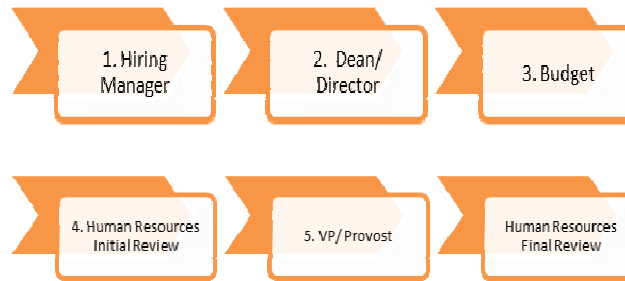 1. Hiring
Manager
2. Dean/
Director
3. Budget
4. Human Resources
Initial Review
5. VP/ Provost
Human Resources
Final Review